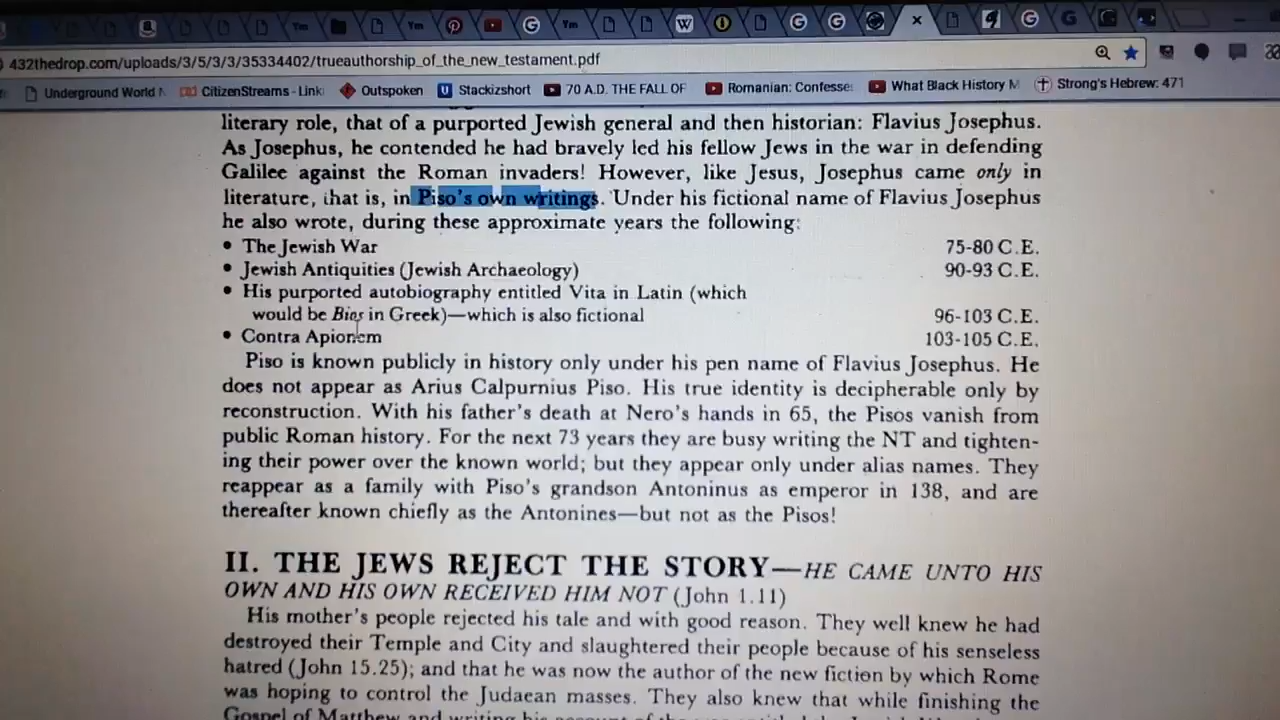 Ym
Ym
Ym
W
G
G
G
G
G
432thedrop.com/uploads/3/5/3/3/35334402/trueauthorship_of_the_new_testament.pdf
Underground World N
CitizenStreams - Link
Outspoken
Stackizshort
70 A.D. THE FALL OF
Romanian: Confesse
What Black History M
Strong's Hebrew: 471
literary role, that of a purported Jewish general and then historian: Flavius Josephus.
As Josephus, he contended he had bravely led his fellow Jews in the war in defending
Galilee against the Roman invaders! However, like Jesus, Josephus came only in
literature, that is, in Piso's own writings. Under his fictional name of Flavius Josephus
he also wrote, during these approximate years the following:
• The Jewish War 75-80 C.E.
• Jewish Antiquities (Jewish Archaeology) 90-93 C.E.
• His purported autobiography entitled Vita in Latin (which
would be Bios in Greek)—which is also fictional 96-103 C.E.
• Contra Apionem 103-105 C.E.
Piso is known publicly in history only under his pen name of Flavius Josephus. He
does not appear as Arius Calpurnius Piso. His true identity is decipherable only by
reconstruction. With his father's death at Nero's hands in 65, the Pisos vanish from
public Roman history. For the next 73 years they are busy writing the NT and tighten-
ing their power over the known world; but they appear only under alias names. They
reappear as a family with Piso's grandson Antoninus as emperor in 138, and are
thereafter known chiefly as the Antonines—but not as the Pisos!
II. THE JEWS REJECT THE STORY—HE CAME UNTO HIS
OWN AND HIS OWN RECEIVED HIM NOT (John 1.11)
His mother's people rejected his tale and with good reason. They well knew he had
destroyed their Temple and City and slaughtered their people because of his senseless
hatred (John 15.25); and that he was now the author of the new fiction by which Rome
was hoping to control the Judaean masses. They also knew that while finishing the
Gospel of Matthew and writing his account of the